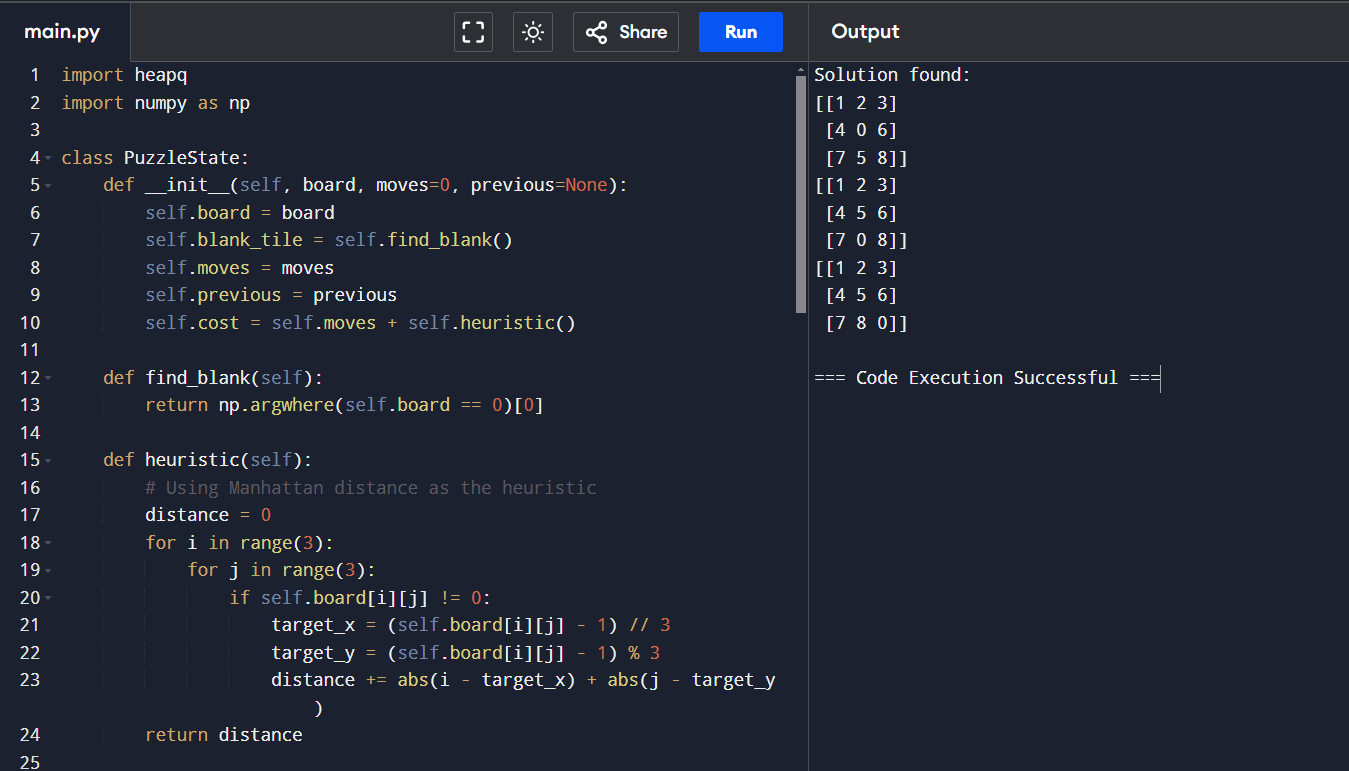 main.py Share Run Output
1 import heapq
2 import numpy as np
3
4 class PuzzleState:
5     def __init__(self, board, moves=0, previous=None):
6         self.board = board
7         self.blank_tile = self.find_blank()
8         self.moves = moves
9         self.previous = previous
10         self.cost = self.moves + self.heuristic()
11
12     def find_blank(self):
13         return np.argwhere(self.board == 0)[0]
14
15     def heuristic(self):
16         # Using Manhattan distance as the heuristic
17         distance = 0
18         for i in range(3):
19             for j in range(3):
20                 if self.board[i][j] != 0:
21                     target_x = (self.board[i][j] - 1) // 3
22                     target_y = (self.board[i][j] - 1) % 3
23                     distance += abs(i - target_x) + abs(j - target_y
                        )
24         return distance
25
Solution found:
[[1 2 3]
 [4 0 6]
 [7 5 8]]
[[1 2 3]
 [4 5 6]
 [7 0 8]]
[[1 2 3]
 [4 5 6]
 [7 8 0]]

=== Code Execution Successful ===